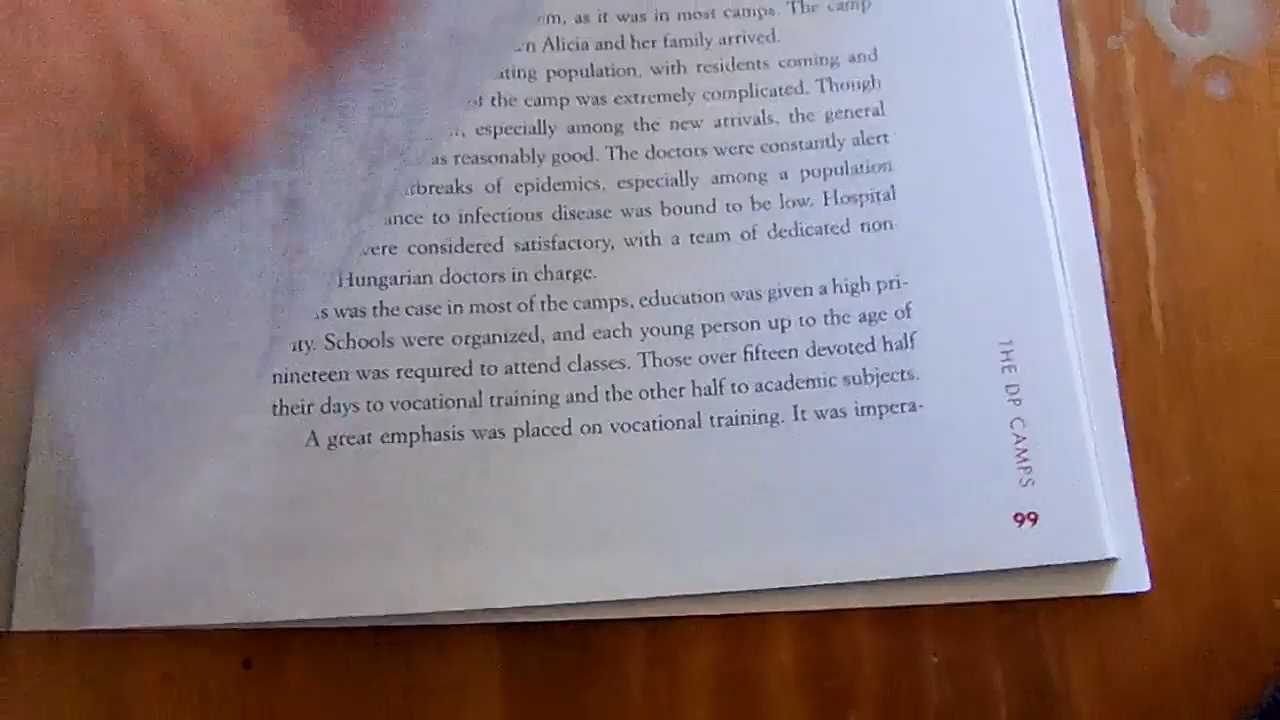 as it was in most camps. The camp
Alicia and her family arrived.
population, with residents coming and
the camp was extremely complicated. Though
especially among the new arrivals, the general
as reasonably good. The doctors were constantly alert
of epidemics, especially among a population
to infectious disease was bound to be low. Hospital
were considered satisfactory, with a team of dedicated non-
Hungarian doctors in charge.
was the case in most of the camps, education was given a high pri-
Schools were organized, and each young person up to the age of
nineteen was required to attend classes. Those over fifteen devoted half
their days to vocational training and the other half to academic subjects.
A great emphasis was placed on vocational training. It was impera-
THE DP CAMPS 99